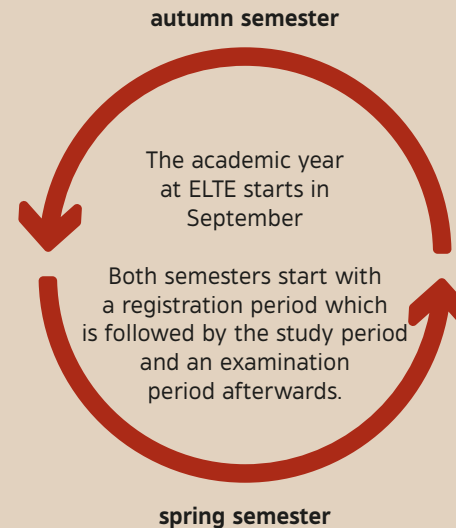 autumn semester
The academic year
at ELTE starts in
September
Both semesters start with
a registration period which
is followed by the study period
and an examination
period afterwards.
spring semester